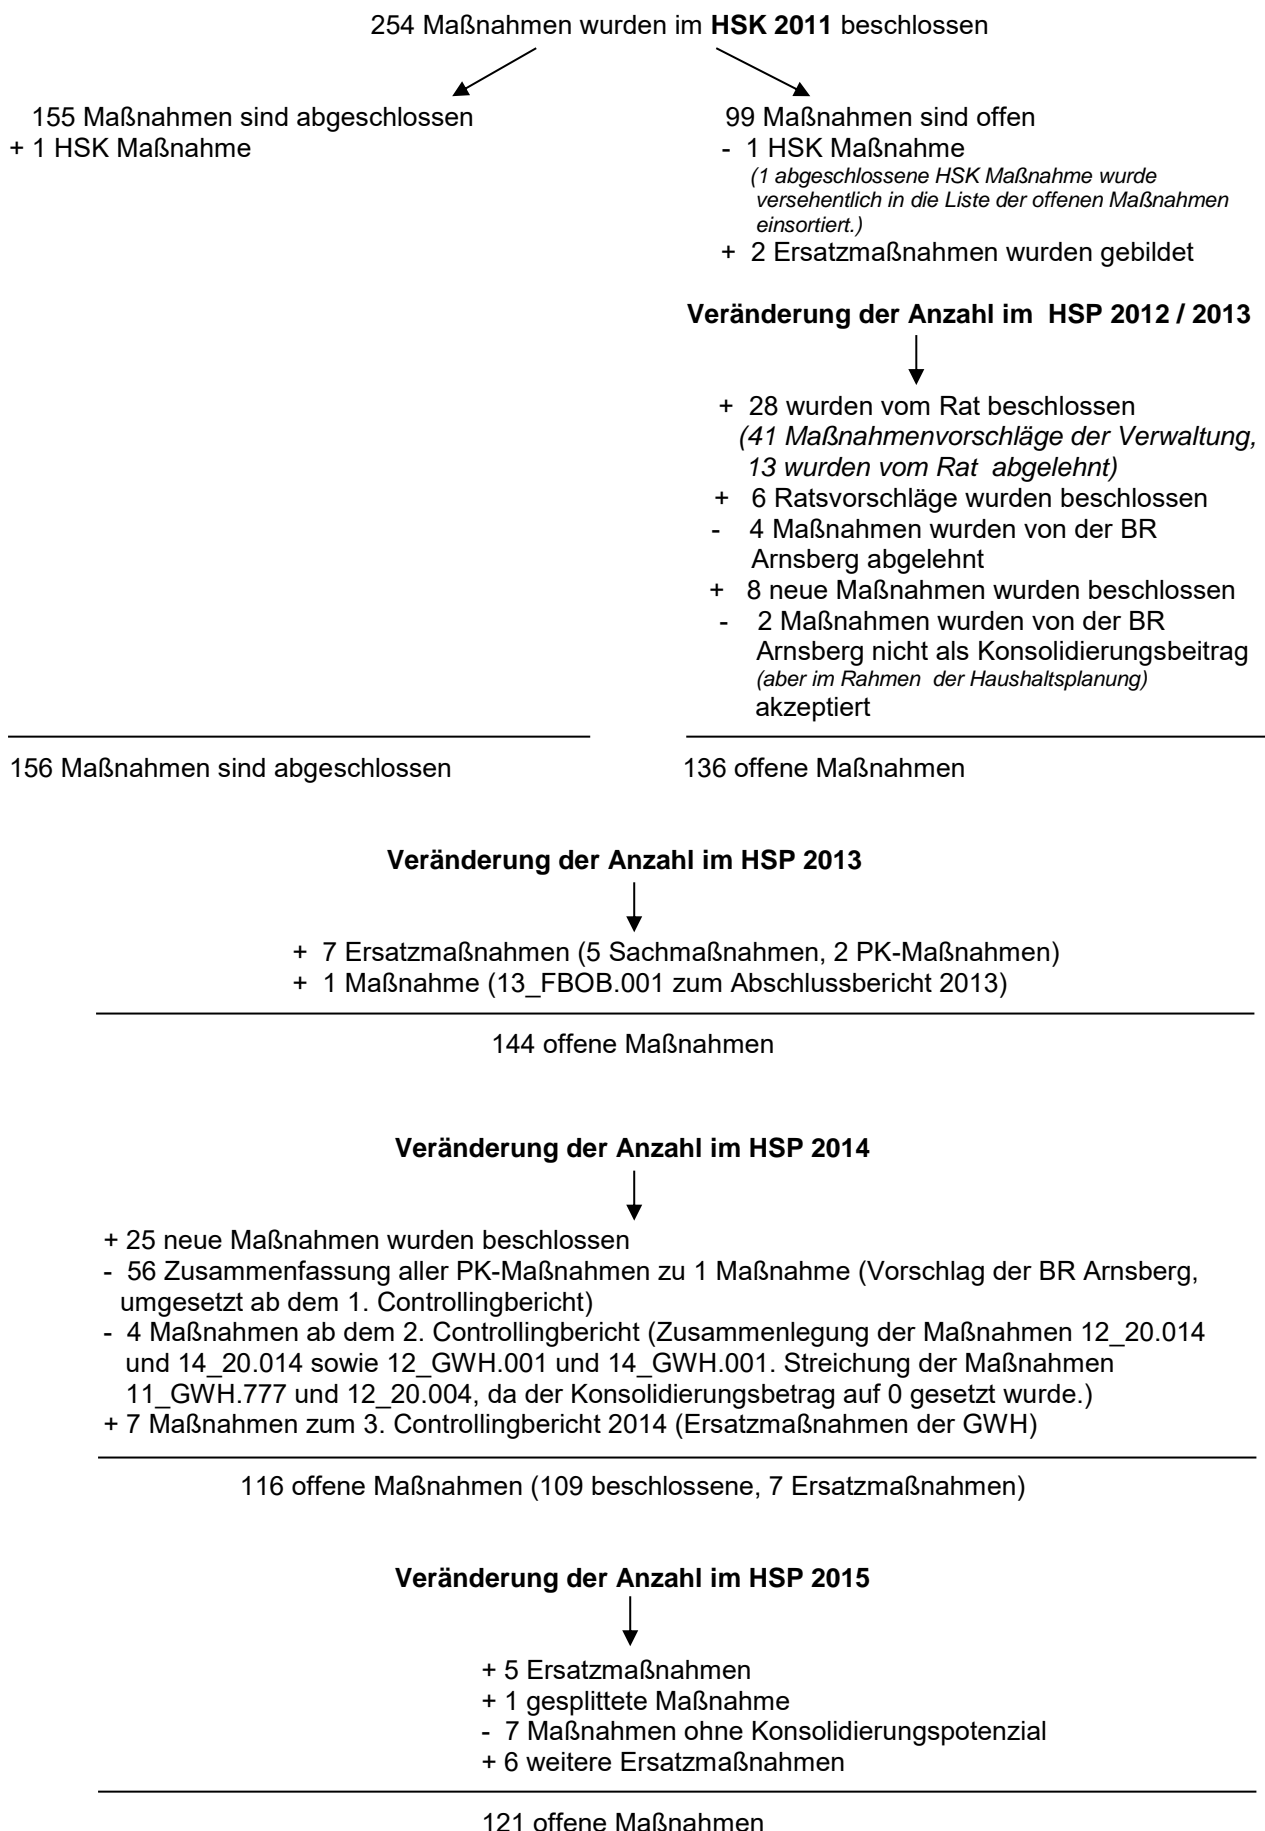 254 Maßnahmen wurden im HSK 2011 beschlossen
155 Maßnahmen sind abgeschlossen
+ 1 HSK Maßnahme
99 Maßnahmen sind offen
- 1 HSK Maßnahme
(1 abgeschlossene HSK Maßnahme wurde
versehentlich in die Liste der offenen Maßnahmen
einsortiert.)
+ 2 Ersatzmaßnahmen wurden gebildet
Veränderung der Anzahl im HSP 2012 / 2013
+ 28 wurden vom Rat beschlossen
(41 Maßnahmenvorschläge der Verwaltung,
13 wurden vom Rat abgelehnt)
+ 6 Ratsvorschläge wurden beschlossen
- 4 Maßnahmen wurden von der BR
Arnsberg abgelehnt
+ 8 neue Maßnahmen wurden beschlossen
- 2 Maßnahmen wurden von der BR
Arnsberg nicht als Konsolidierungsbeitrag
(aber im Rahmen der Haushaltsplanung)
akzeptiert
156 Maßnahmen sind abgeschlossen
136 offene Maßnahmen
Veränderung der Anzahl im HSP 2013
+ 7 Ersatzmaßnahmen (5 Sachmaßnahmen, 2 PK-Maßnahmen)
+ 1 Maßnahme (13_FBOB.001 zum Abschlussbericht 2013)
144 offene Maßnahmen
Veränderung der Anzahl im HSP 2014
+ 25 neue Maßnahmen wurden beschlossen
- 56 Zusammenfassung aller PK-Maßnahmen zu 1 Maßnahme (Vorschlag der BR Arnsberg,
umgesetzt ab dem 1. Controllingbericht)
- 4 Maßnahmen ab dem 2. Controllingbericht (Zusammenlegung der Maßnahmen 12_20.014
und 14_20.014 sowie 12_GWH.001 und 14_GWH.001. Streichung der Maßnahmen
11_GWH.777 und 12_20.004, da der Konsolidierungsbetrag auf 0 gesetzt wurde.)
+ 7 Maßnahmen zum 3. Controllingbericht 2014 (Ersatzmaßnahmen der GWH)
116 offene Maßnahmen (109 beschlossene, 7 Ersatzmaßnahmen)
Veränderung der Anzahl im HSP 2015
+ 5 Ersatzmaßnahmen
+ 1 gesplittete Maßnahme
- 7 Maßnahmen ohne Konsolidierungspotenzial
+ 6 weitere Ersatzmaßnahmen
121 offene Maßnahmen